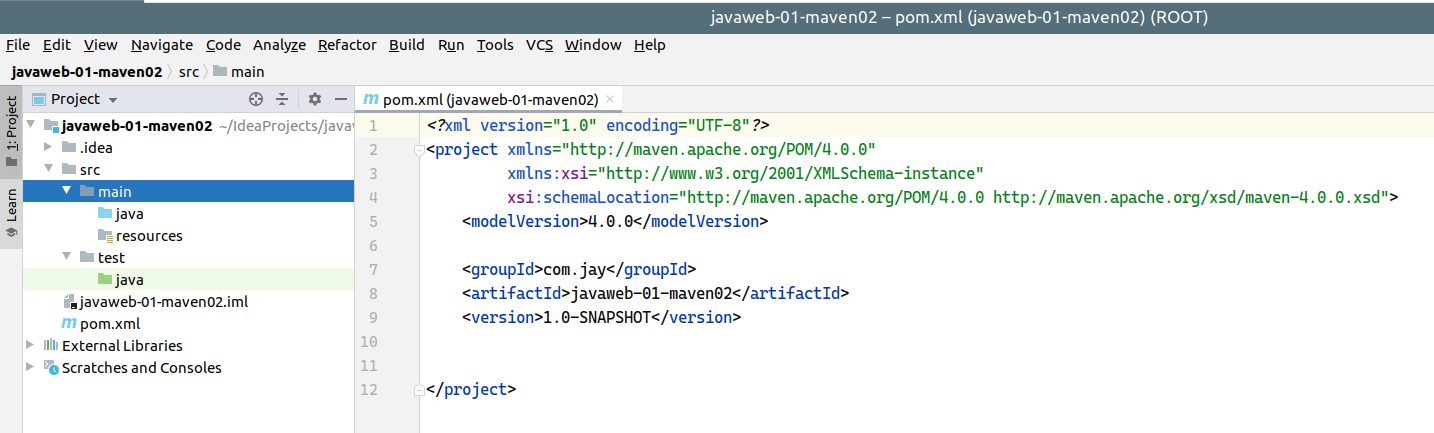 javaweb-01-maven02 – pom.xml (javaweb-01-maven02) (ROOT)
File Edit View Navigate Code Analyze Refactor Build Run Tools VCS Window Help
javaweb-01-maven02 src main
1: Project
Learn
Project
javaweb-01-maven02 ~/IdeaProjects/javav
.idea
src
main
java
resources
test
java
javaweb-01-maven02.iml
pom.xml
External Libraries
Scratches and Consoles
pom.xml (javaweb-01-maven02)
1 <?xml version="1.0" encoding="UTF-8"?>
2 <project xmlns="http://maven.apache.org/POM/4.0.0"
3 xmlns:xsi="http://www.w3.org/2001/XMLSchema-instance"
4 xsi:schemaLocation="http://maven.apache.org/POM/4.0.0 http://maven.apache.org/xsd/maven-4.0.0.xsd">
5 <modelVersion>4.0.0</modelVersion>
6
7 <groupId>com.jay</groupId>
8 <artifactId>javaweb-01-maven02</artifactId>
9 <version>1.0-SNAPSHOT</version>
10
11
12 </project>